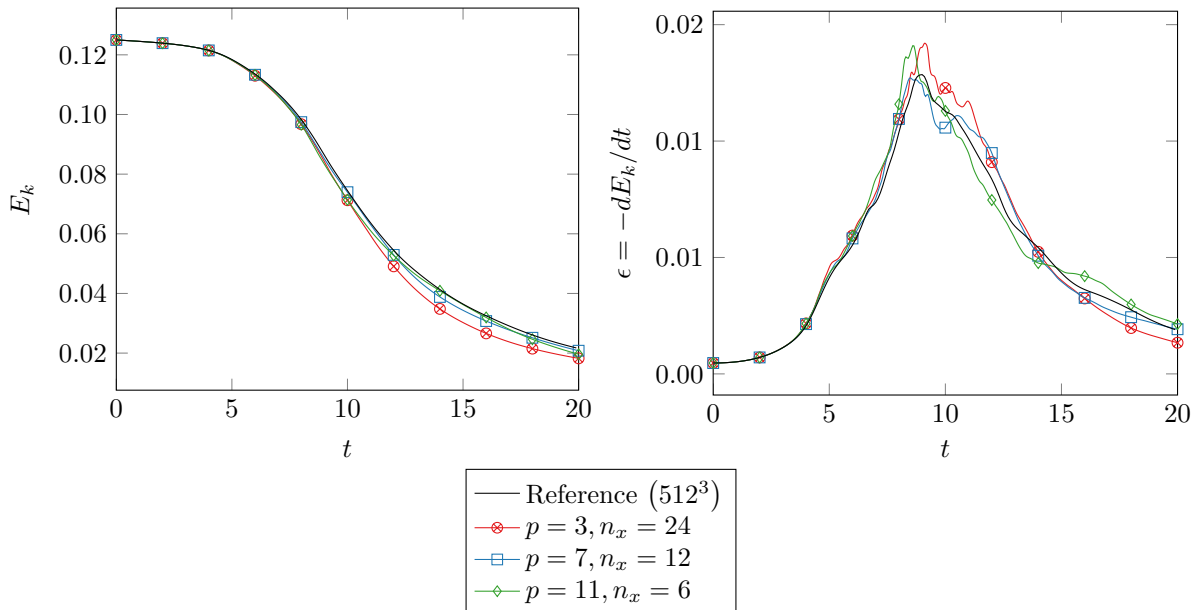 0.12
0.10
0.08
0.06
0.04
0.02
E_k
0 5 10 15 20
t
0.02
0.01
0.01
0.00
ϵ = −dE_k/dt
0 5 10 15 20
t
Reference (512³)
p = 3, n_x = 24
p = 7, n_x = 12
p = 11, n_x = 6